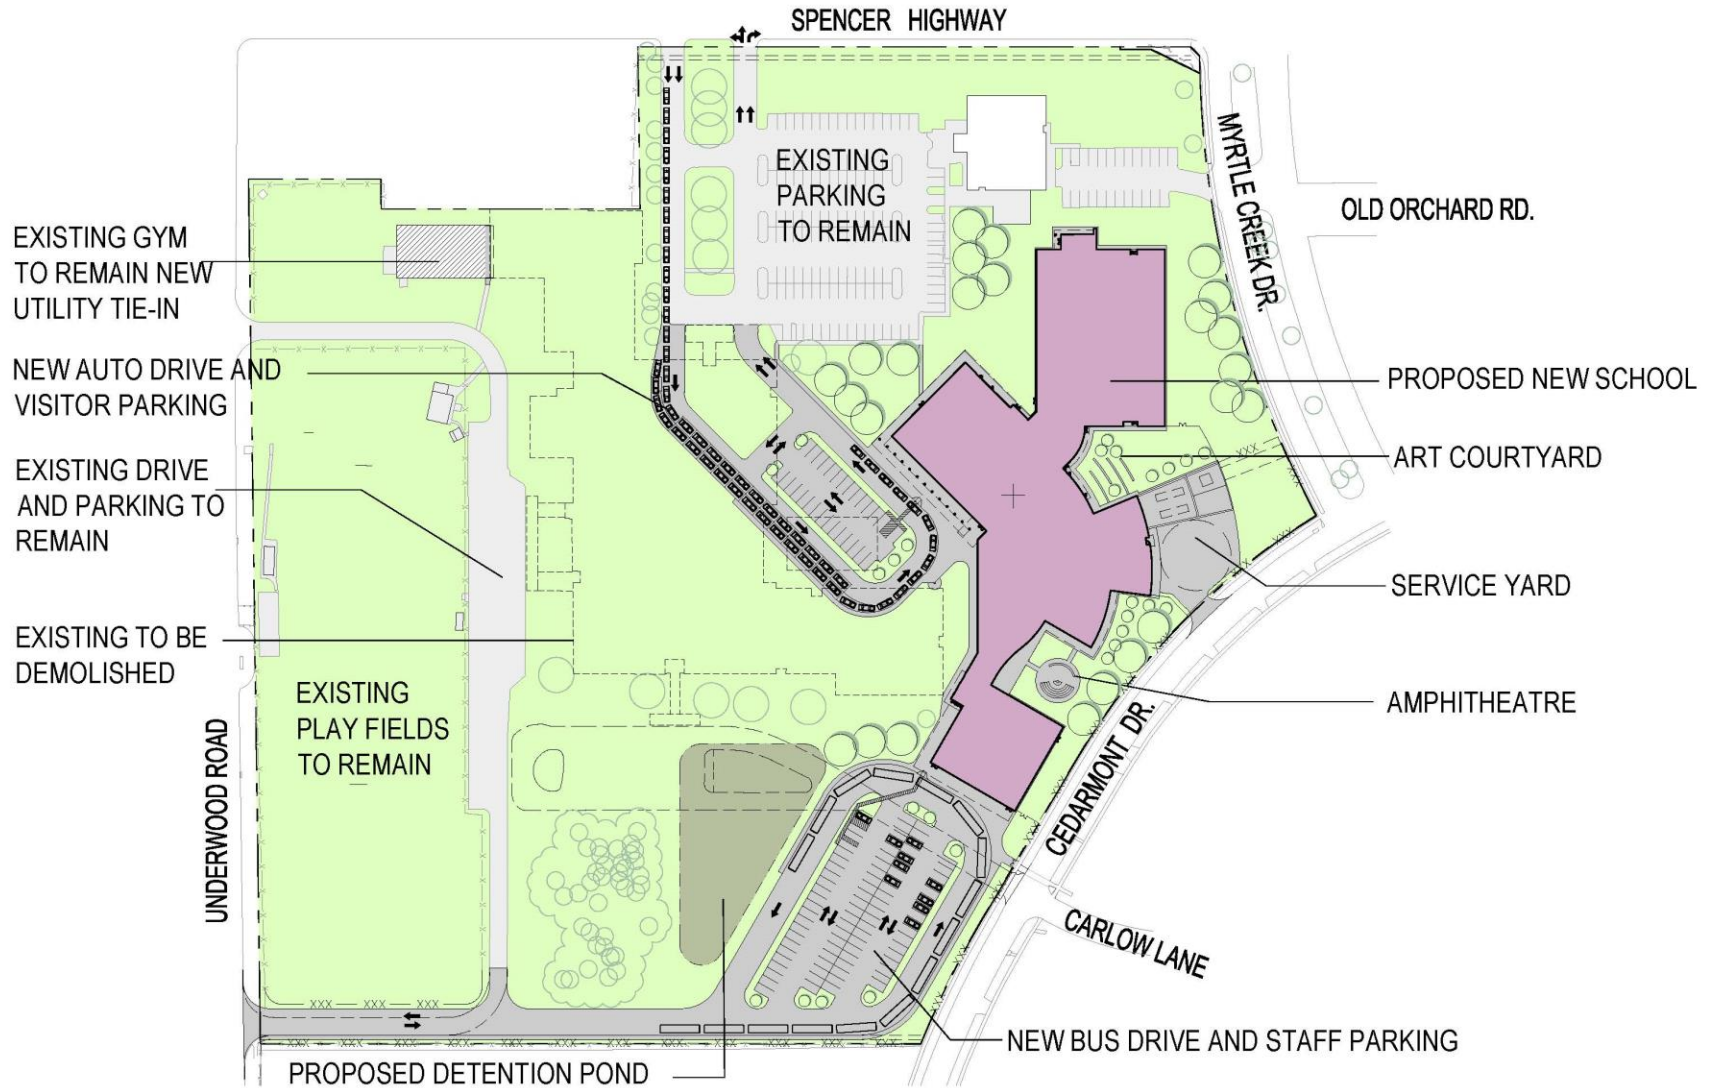 SPENCER HIGHWAY
EXISTING
PARKING
TO REMAIN
MYRTLE CREEK DR.
OLD ORCHARD RD.
EXISTING GYM
TO REMAIN NEW
UTILITY TIE-IN
NEW AUTO DRIVE AND
VISITOR PARKING
PROPOSED NEW SCHOOL
ART COURTYARD
EXISTING DRIVE
AND PARKING TO
REMAIN
SERVICE YARD
EXISTING TO BE
DEMOLISHED
EXISTING
PLAY FIELDS
TO REMAIN
AMPHITHEATRE
UNDERWOOD ROAD
CEDARMONT DR.
CARLOW LANE
NEW BUS DRIVE AND STAFF PARKING
PROPOSED DETENTION POND